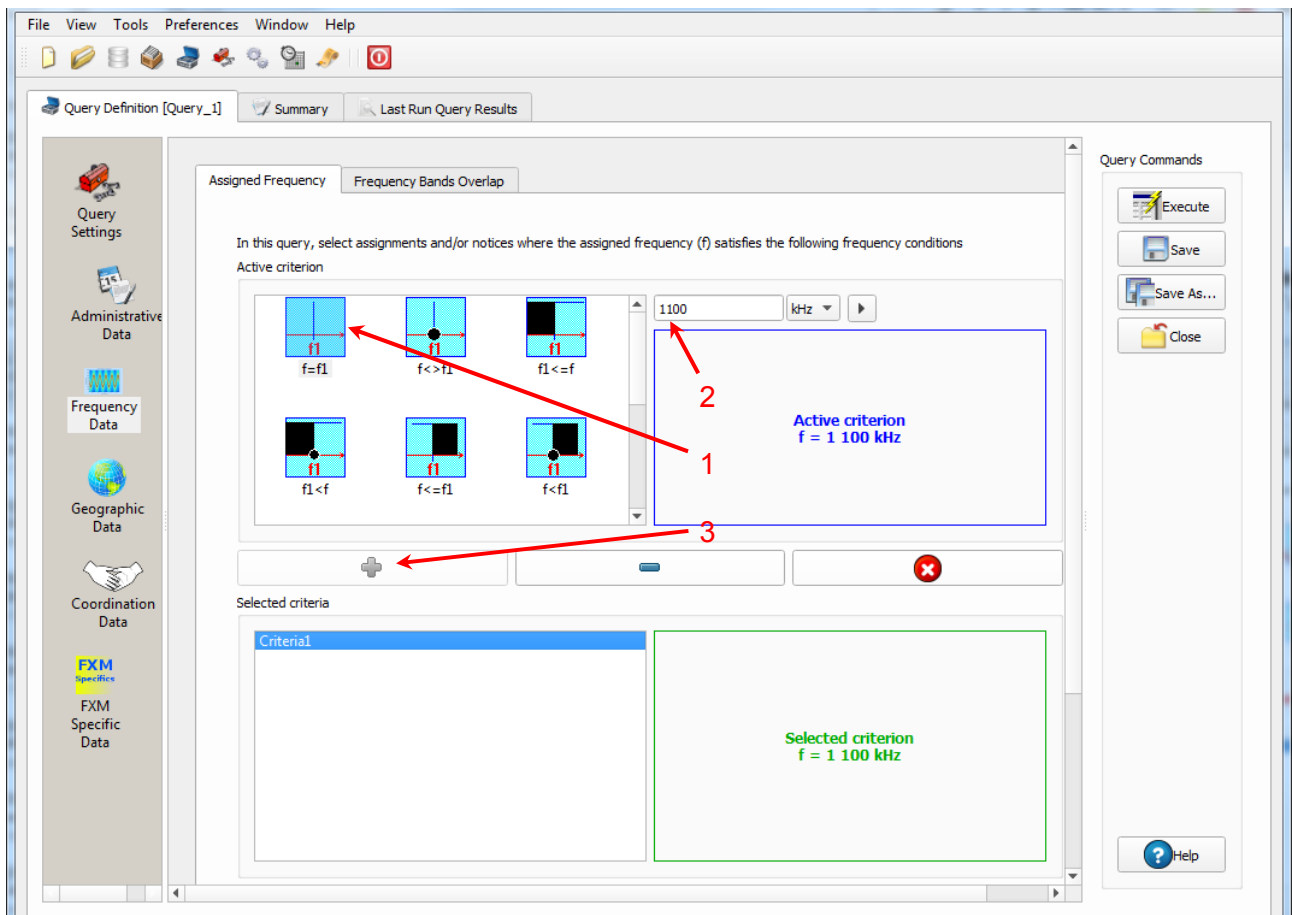 File View Tools Preferences Window Help
Query Definition [Query_1] Summary Last Run Query Results
Query
Settings
Administrative
Data
Frequency
Data
Geographic
Data
Coordination
Data
FXM
Specifics
FXM
Specific
Data
Assigned Frequency Frequency Bands Overlap
In this query, select assignments and/or notices where the assigned frequency (f) satisfies the following frequency conditions
Active criterion
f1 f1 f1
f=f1 f<>f1 f1<=f
f1 f1 f1
f1<f f<=f1 f<f1
1100 kHz
2
Active criterion
f = 1 100 kHz
1
3
Selected criteria
Criteria1
Selected criterion
f = 1 100 kHz
Query Commands
Execute
Save
Save As...
Close
Help